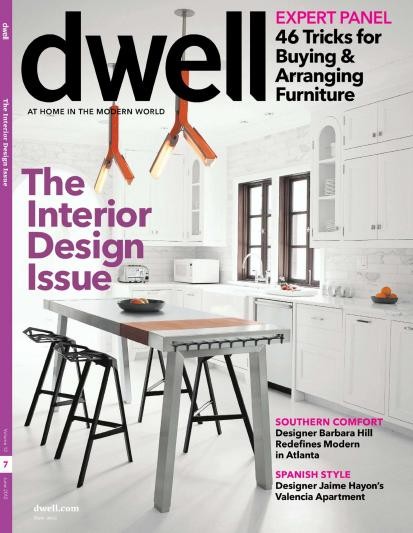 dwell
The Interior Design Issue
7
June 2012
dwell
AT HOME IN THE MODERN WORLD
EXPERT PANEL
46 Tricks for
Buying &
Arranging
Furniture
The
Interior
Design
Issue
SOUTHERN COMFORT
Designer Barbara Hill
Redefines Modern
in Atlanta
SPANISH STYLE
Designer Jaime Hayon's
Valencia Apartment
dwell.com